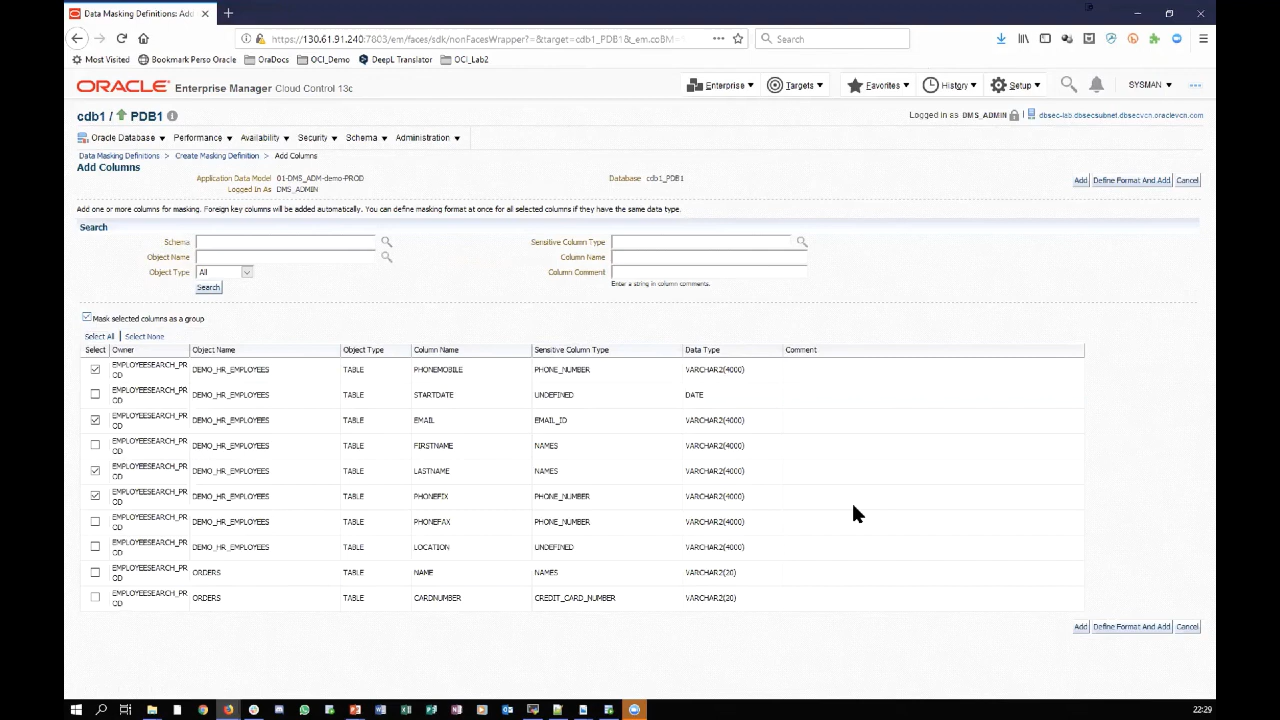 Data Masking Definitions: Add
https://130.61.91.240:7803/em/faces/sdk/nonFacesWrapper?=&target=cdb1_PDB1&_em.coBM=
Search
Most Visited Bookmark Perso Oracle OraDocs OCI_Demo DeepL Translator OCI_Lab2
ORACLE Enterprise Manager Cloud Control 13c
Enterprise Targets Favorites History Setup SYSMAN
cdb1 / PDB1
Logged in as DMS_ADMIN dbsec-lab.dbsecsubnet.dbsecvcn.oraclevcn.com
Oracle Database Performance Availability Security Schema Administration
Data Masking Definitions > Create Masking Definition > Add Columns
Add Columns
Application Data Model 01-DMS_ADM-demo-PROD Database cdb1_PDB1
Logged In As DMS_ADMIN
Add Define Format And Add Cancel
Add one or more columns for masking. Foreign key columns will be added automatically. You can define masking format at once for all selected columns if they have the same data type.
Search
Schema Sensitive Column Type
Object Name Column Name
Object Type All Column Comment
Enter a string in column comments.
Search
Mask selected columns as a group
Select All | Select None
Select Owner Object Name Object Type Column Name Sensitive Column Type Data Type Comment
EMPLOYEESEARCH_PROD DEMO_HR_EMPLOYEES TABLE PHONEMOBILE PHONE_NUMBER VARCHAR2(4000)
EMPLOYEESEARCH_PROD DEMO_HR_EMPLOYEES TABLE STARTDATE UNDEFINED DATE
EMPLOYEESEARCH_PROD DEMO_HR_EMPLOYEES TABLE EMAIL EMAIL_ID VARCHAR2(4000)
EMPLOYEESEARCH_PROD DEMO_HR_EMPLOYEES TABLE FIRSTNAME NAMES VARCHAR2(4000)
EMPLOYEESEARCH_PROD DEMO_HR_EMPLOYEES TABLE LASTNAME NAMES VARCHAR2(4000)
EMPLOYEESEARCH_PROD DEMO_HR_EMPLOYEES TABLE PHONEFIX PHONE_NUMBER VARCHAR2(4000)
EMPLOYEESEARCH_PROD DEMO_HR_EMPLOYEES TABLE PHONEFAX PHONE_NUMBER VARCHAR2(4000)
EMPLOYEESEARCH_PROD DEMO_HR_EMPLOYEES TABLE LOCATION UNDEFINED VARCHAR2(4000)
EMPLOYEESEARCH_PROD ORDERS TABLE NAME NAMES VARCHAR2(20)
EMPLOYEESEARCH_PROD ORDERS TABLE CARDNUMBER CREDIT_CARD_NUMBER VARCHAR2(20)
Add Define Format And Add Cancel
22:29